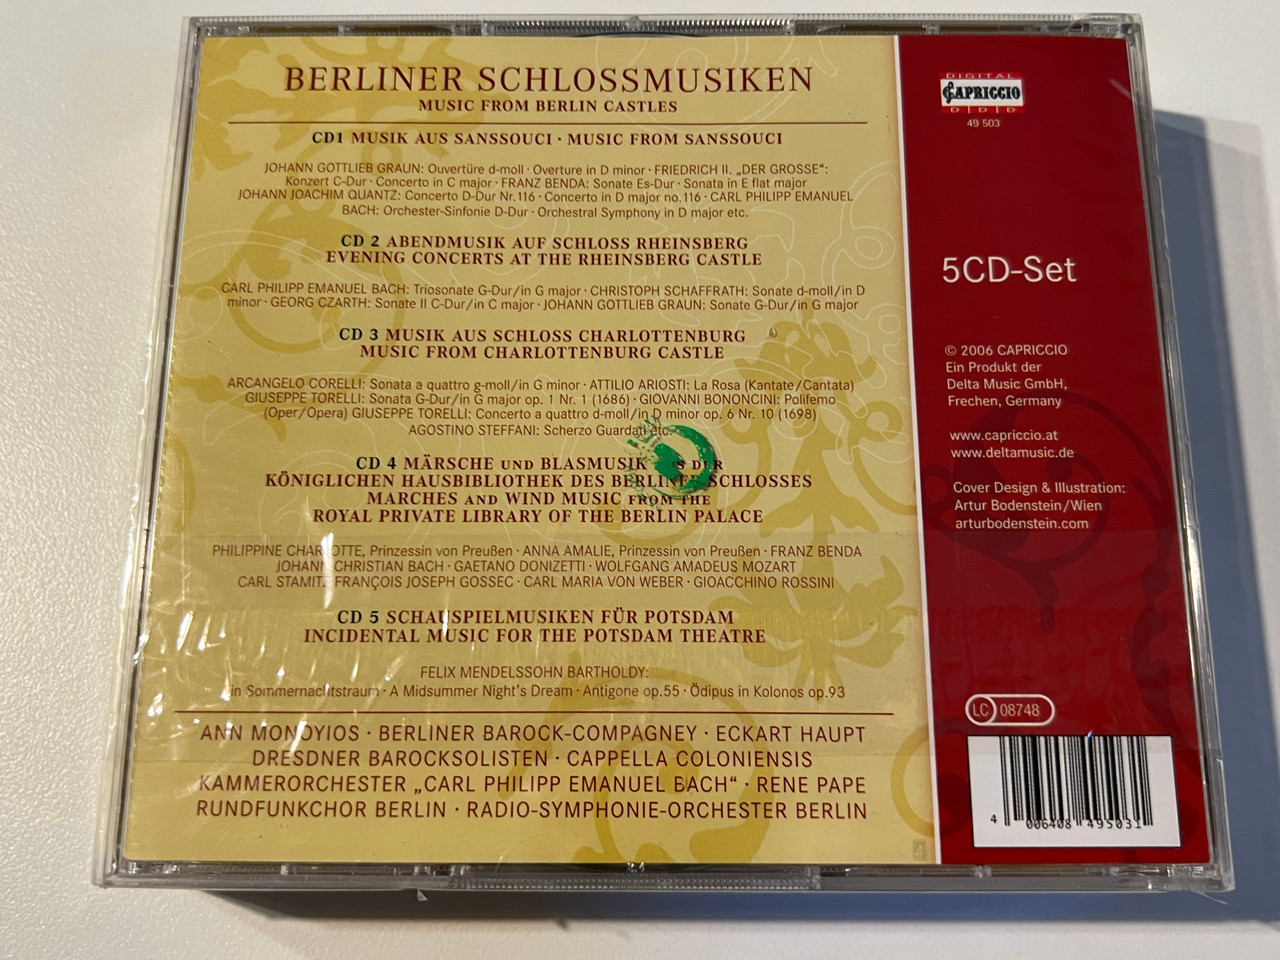 BERLINER SCHLOSSMUSIKEN
MUSIC FROM BERLIN CASTLES
CD1 MUSIK AUS SANSSOUCI · MUSIC FROM SANSSOUCI
JOHANN GOTTLIEB GRAUN: Ouvertüre d-moll · Overture in D minor · FRIEDRICH II. „DER GROSSE“:
Konzert C-Dur · Concerto in C major · FRANZ BENDA: Sonate Es-Dur · Sonata in E flat major
JOHANN JOACHIM QUANTZ: Concerto D-Dur Nr.116 · Concerto in D major no.116 · CARL PHILIPP EMANUEL
BACH: Orchester-Sinfonie D-Dur · Orchestral Symphony in D major etc.
CD 2 ABENDMUSIK AUF SCHLOSS RHEINSBERG
EVENING CONCERTS AT THE RHEINSBERG CASTLE
CARL PHILIPP EMANUEL BACH: Triosonate G-Dur/in G major · CHRISTOPH SCHAFFRATH: Sonate d-moll/in D
minor · GEORG CZARTH: Sonate II C-Dur/in C major · JOHANN GOTTLIEB GRAUN: Sonate G-Dur/in G major
CD 3 MUSIK AUS SCHLOSS CHARLOTTENBURG
MUSIC FROM CHARLOTTENBURG CASTLE
ARCANGELO CORELLI: Sonata a quattro g-moll/in G minor · ATTILIO ARIOSTI: La Rosa (Kantate/Cantata)
GIUSEPPE TORELLI: Sonata G-Dur/in G major op. 1 Nr. 1 (1686) · GIOVANNI BONONCINI: Polifemo
(Oper/Opera) GIUSEPPE TORELLI: Concerto a quattro d-moll/in D minor op. 6 Nr. 10 (1698)
AGOSTINO STEFFANI: Scherzo Guardati etc.
CD 4 MÄRSCHE UND BLASMUSIK AUS DER
KÖNIGLICHEN HAUSBIBLIOTHEK DES BERLINER SCHLOSSES
MARCHES AND WIND MUSIC FROM THE
ROYAL PRIVATE LIBRARY OF THE BERLIN PALACE
PHILIPPINE CHARLOTTE, Prinzessin von Preußen · ANNA AMALIE, Prinzessin von Preußen · FRANZ BENDA
JOHANN CHRISTIAN BACH · GAETANO DONIZETTI · WOLFGANG AMADEUS MOZART
CARL STAMITZ FRANÇOIS JOSEPH GOSSEC · CARL MARIA VON WEBER · GIOACCHINO ROSSINI
CD 5 SCHAUSPIELMUSIKEN FÜR POTSDAM
INCIDENTAL MUSIC FOR THE POTSDAM THEATRE
FELIX MENDELSSOHN BARTHOLDY:
Ein Sommernachtstraum · A Midsummer Night's Dream · Antigone op.55 · Ödipus in Kolonos op.93
ANN MONOYIOS · BERLINER BAROCK-COMPAGNEY · ECKART HAUPT
DRESDNER BAROCKSOLISTEN · CAPPELLA COLONIENSIS
KAMMERORCHESTER „CARL PHILIPP EMANUEL BACH“ · RENE PAPE
RUNDFUNKCHOR BERLIN · RADIO-SYMPHONIE-ORCHESTER BERLIN
DIGITAL
CAPRICCIO
D|D|D
49 503
5CD-Set
© 2006 CAPRICCIO
Ein Produkt der
Delta Music GmbH,
Frechen, Germany
www.capriccio.at
www.deltamusic.de
Cover Design & Illustration:
Artur Bodenstein/Wien
arturbodenstein.com
LC 08748
4 006408 495031